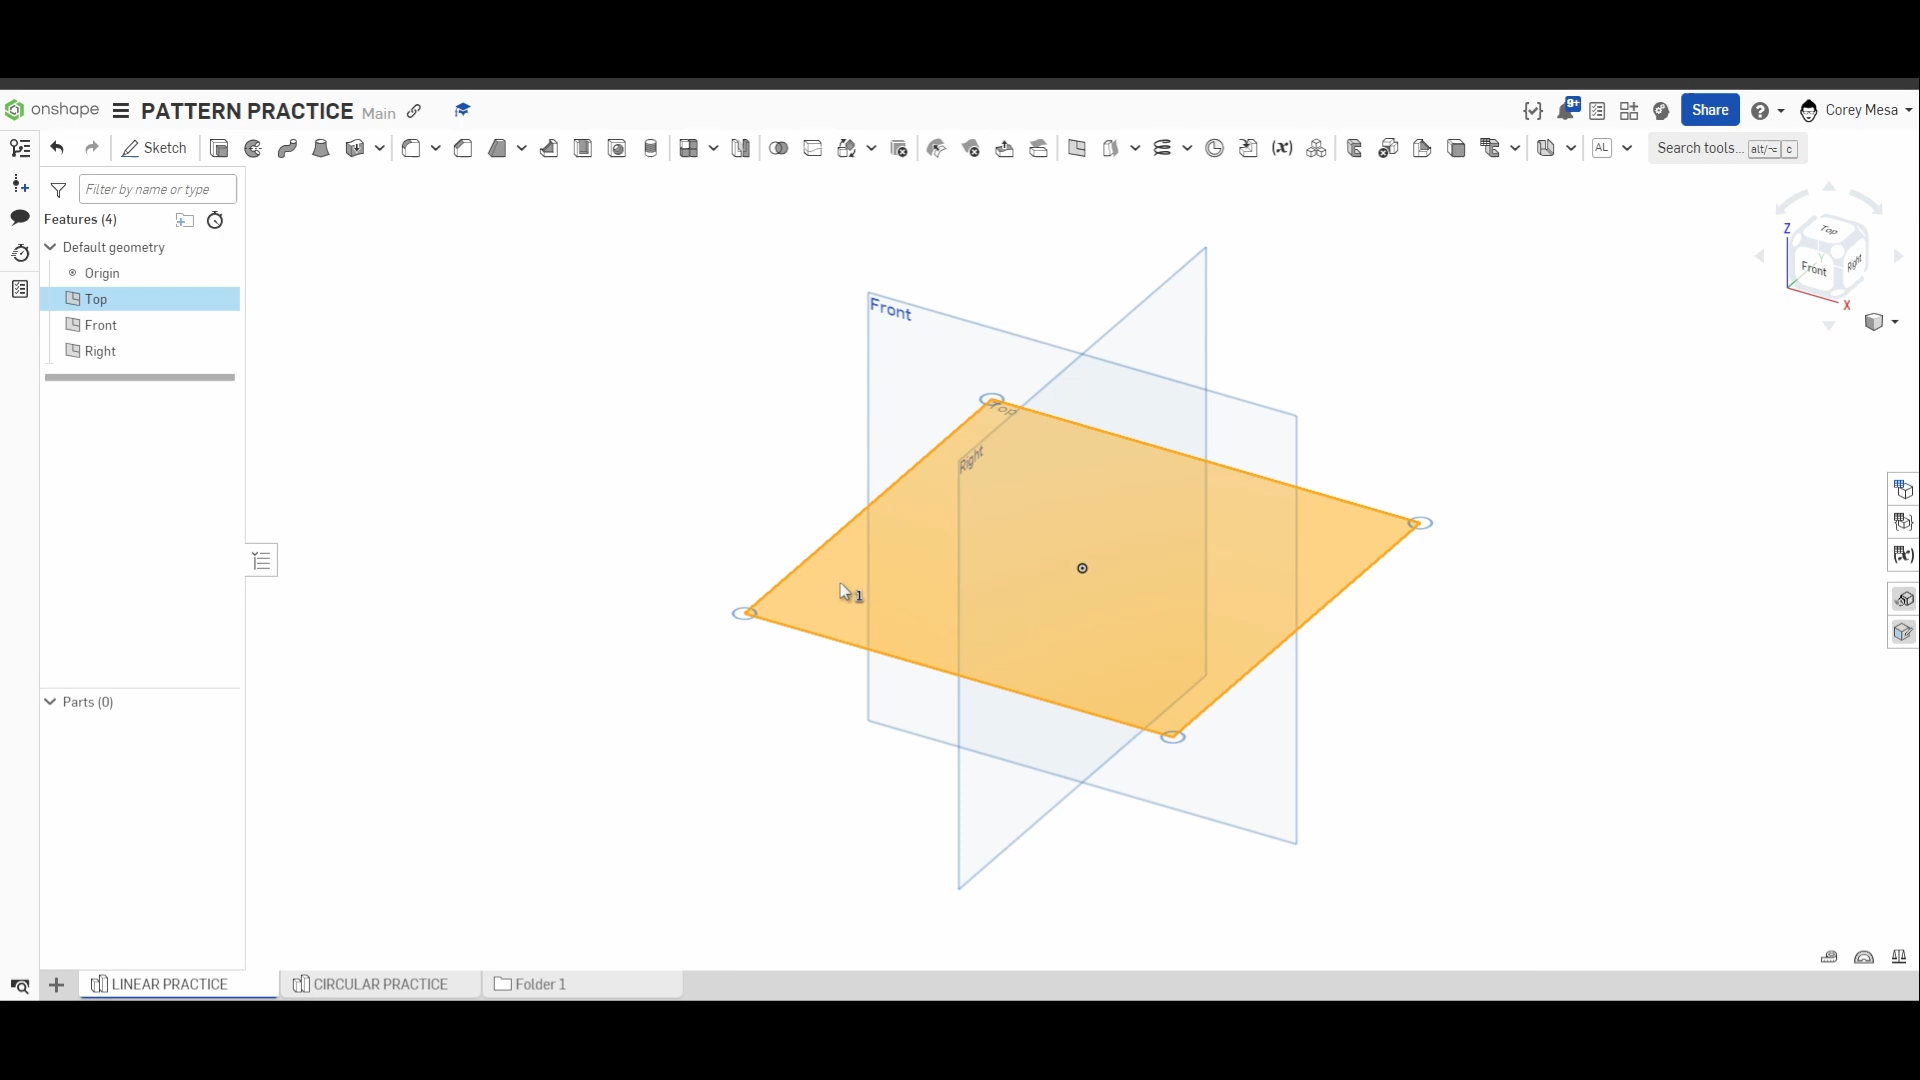 onshape PATTERN PRACTICE Main
9+ Share Corey Mesa
Sketch (x) AL Search tools... alt/⌥ c
Filter by name or type
Features (4)
Default geometry
Origin
Top
Front
Right
Parts (0)
Front
Top
Right
1
Top
Front
Right
Z
Y
X
(x)
LINEAR PRACTICE CIRCULAR PRACTICE Folder 1